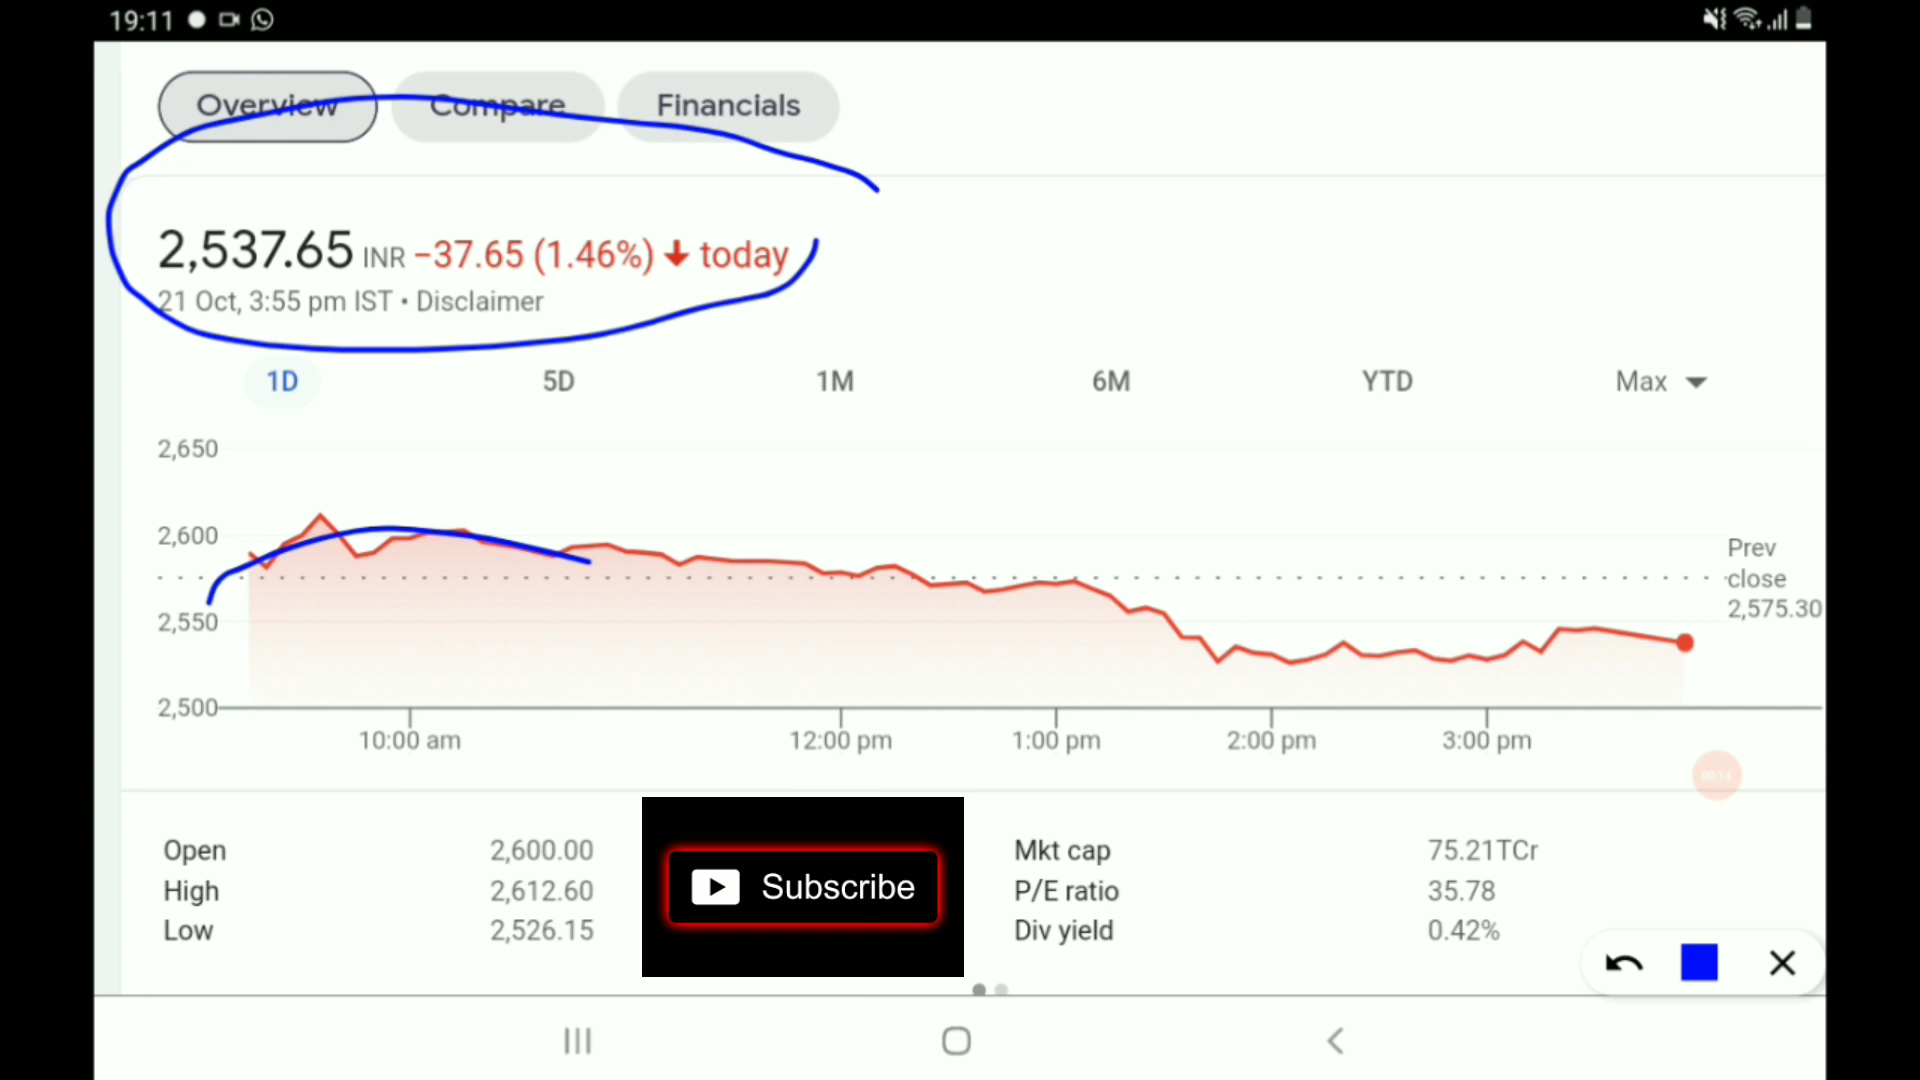 19:11
Overview Compare Financials
2,537.65 INR −37.65 (1.46%) ↓ today
21 Oct, 3:55 pm IST • Disclaimer
1D 5D 1M 6M YTD Max
2,650
2,600
2,550
2,500
Prev
close
2,575.30
10:00 am 12:00 pm 1:00 pm 2:00 pm 3:00 pm
00:14
Open 2,600.00
High 2,612.60
Low 2,526.15
Subscribe
Mkt cap 75.21TCr
P/E ratio 35.78
Div yield 0.42%